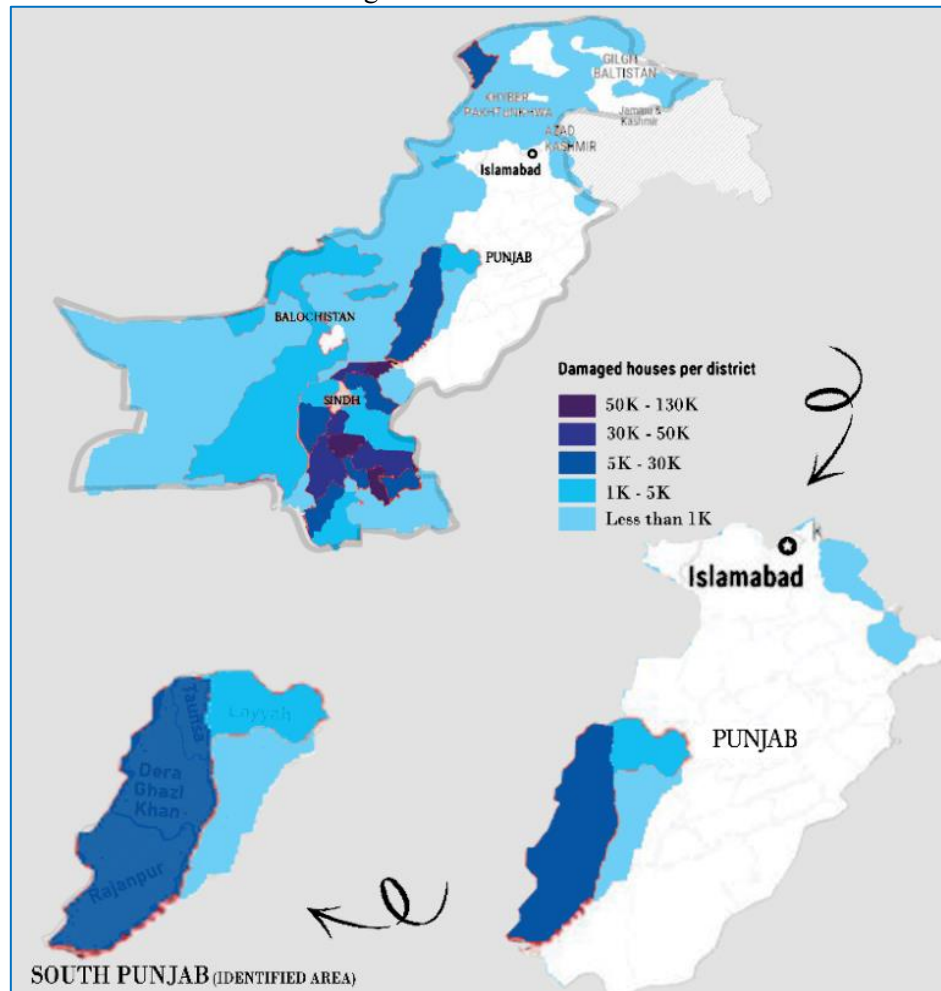 GILGIT
BALTISTAN
KHYBER
PAKHTUNKHWA
Jammu &
Kashmir
AZAD
KASHMIR
Islamabad
PUNJAB
BALOCHISTAN
SINDH
Damaged houses per district
50K - 130K
30K - 50K
5K - 30K
1K - 5K
Less than 1K
Islamabad
PUNJAB
Taunsa
Layyah
Dera
Ghazi
Khan
Rajanpur
SOUTH PUNJAB (IDENTIFIED AREA)